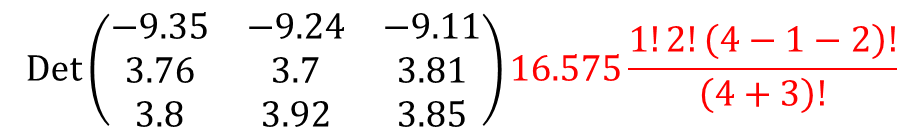 Det(−9.35 −9.24 −9.11
3.76 3.7 3.81
3.8 3.92 3.85) 16.575 1! 2! (4 − 1 − 2)!
(4 + 3)!